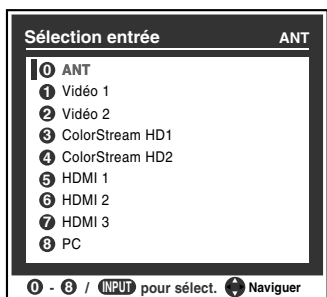 Sélection entrée ANT
0 ANT
1 Vidéo 1
2 Vidéo 2
3 ColorStream HD1
4 ColorStream HD2
5 HDMI 1
6 HDMI 2
7 HDMI 3
8 PC
0 - 8 / INPUT pour sélect. Naviguer